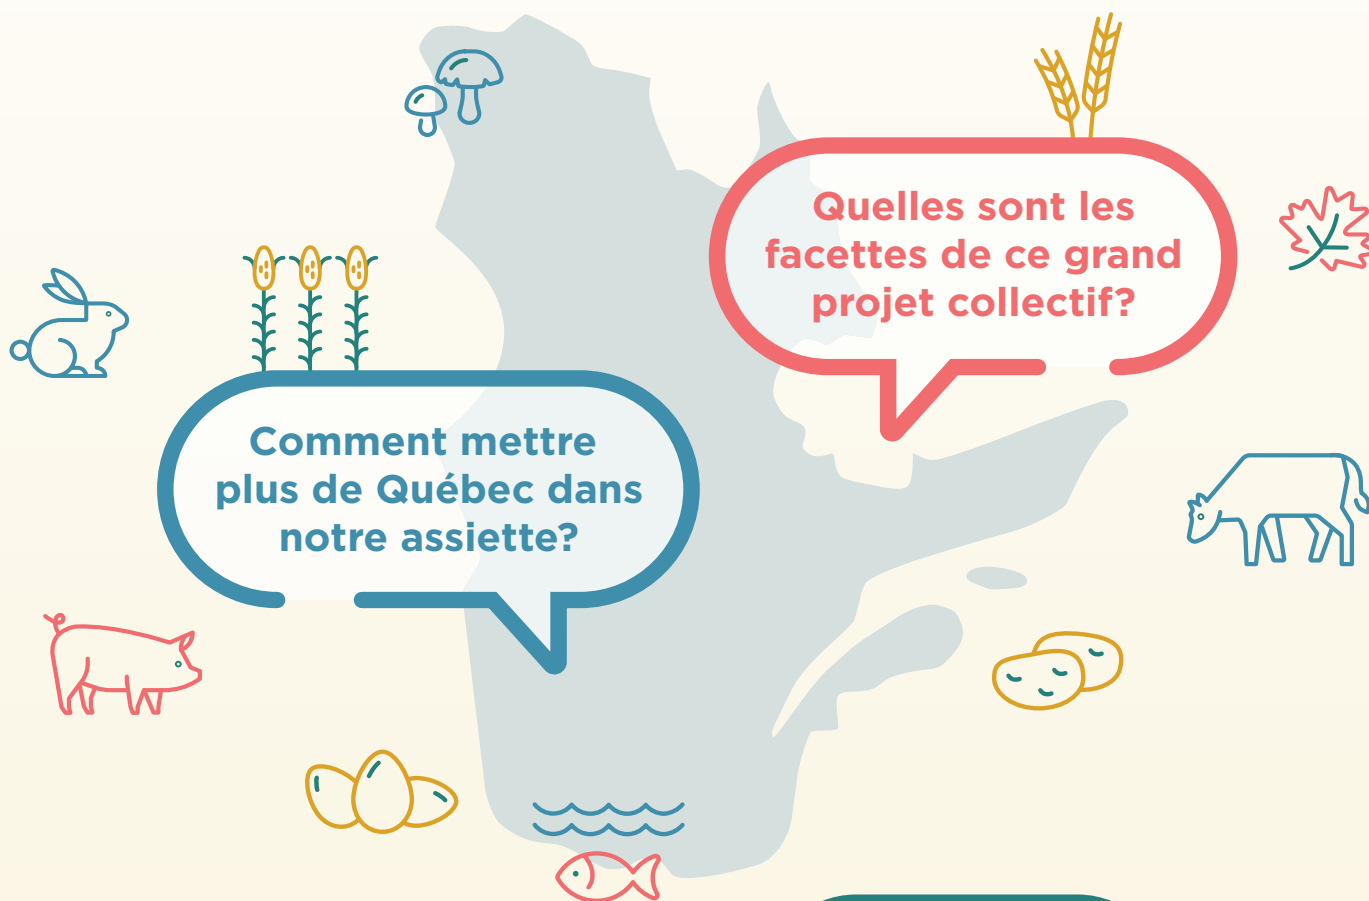 Quelles sont les
facettes de ce grand
projet collectif?
Comment mettre
plus de Québec dans
notre assiette?